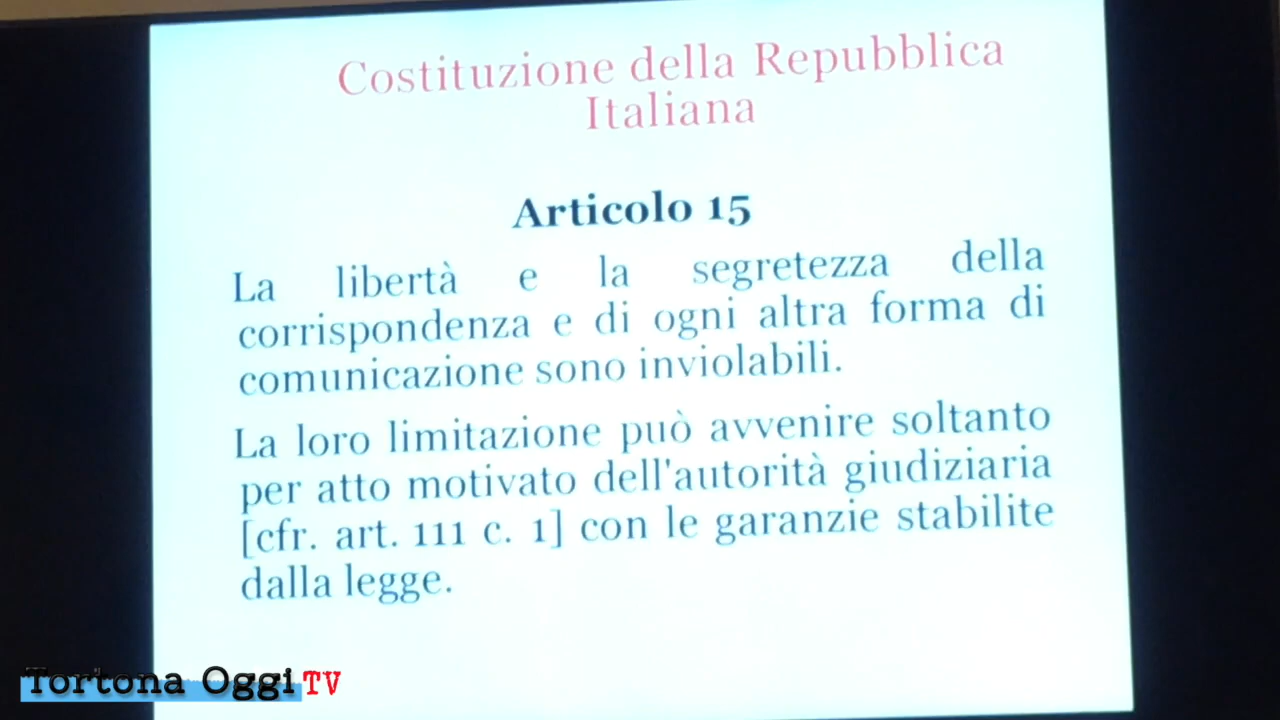 Costituzione della Repubblica
Italiana
Articolo 15
La libertà e la segretezza della
corrispondenza e di ogni altra forma di
comunicazione sono inviolabili.
La loro limitazione può avvenire soltanto
per atto motivato dell'autorità giudiziaria
[cfr. art. 111 c. 1] con le garanzie stabilite
dalla legge.
Tortona Oggi TV